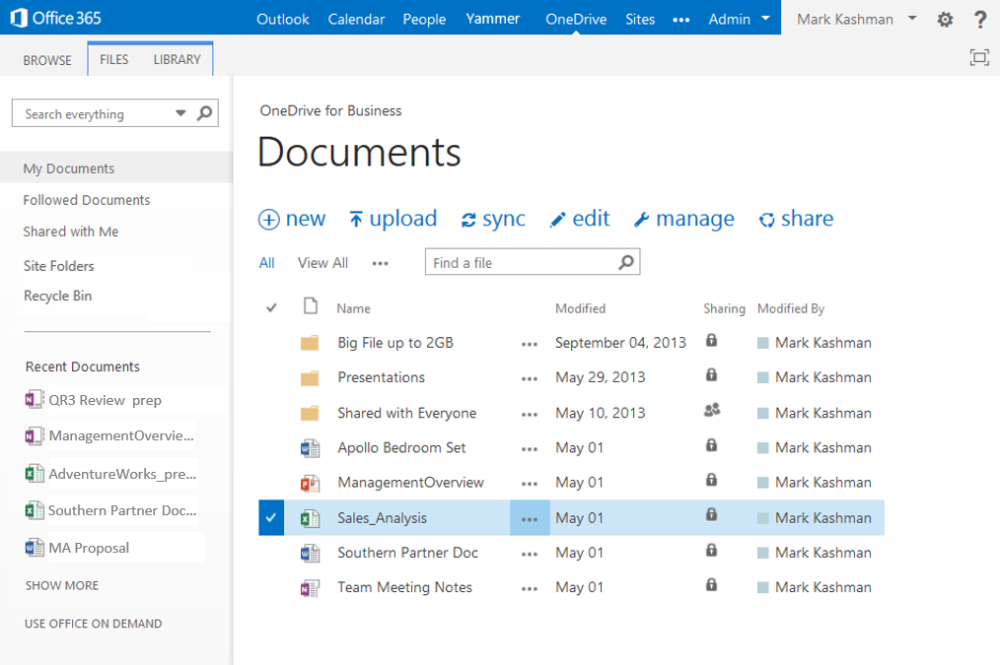 Office 365 Outlook Calendar People Yammer OneDrive Sites ••• Admin Mark Kashman ?
BROWSE FILES LIBRARY
Search everything
My Documents
Followed Documents
Shared with Me
Site Folders
Recycle Bin
Recent Documents
QR3 Review prep
ManagementOvervie...
AdventureWorks_pre...
Southern Partner Doc...
MA Proposal
SHOW MORE
USE OFFICE ON DEMAND
OneDrive for Business
Documents
new upload sync edit manage share
All View All ••• Find a file
Name Modified Sharing Modified By
Big File up to 2GB ••• September 04, 2013 Mark Kashman
Presentations ••• May 29, 2013 Mark Kashman
Shared with Everyone ••• May 10, 2013 Mark Kashman
Apollo Bedroom Set ••• May 01 Mark Kashman
ManagementOverview ••• May 01 Mark Kashman
Sales_Analysis ••• May 01 Mark Kashman
Southern Partner Doc ••• May 01 Mark Kashman
Team Meeting Notes ••• May 01 Mark Kashman